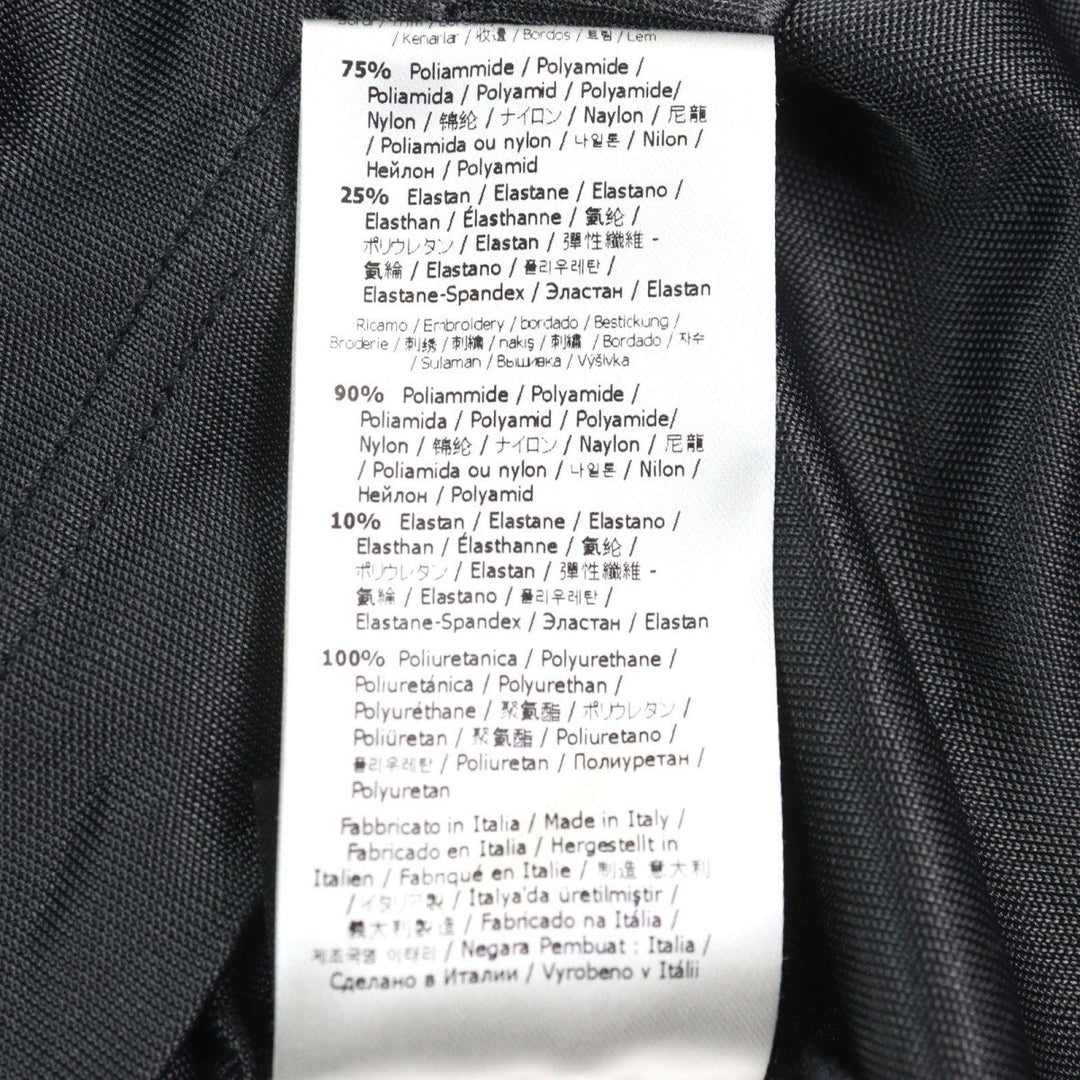 / Kenarlar / 收邊 / Bordos / 트림 / Lem
75% Poliammide / Polyamide /
Poliamida / Polyamid / Polyamide/
Nylon / 锦纶 / ナイロン / Naylon / 尼龍
/ Poliamida ou nylon / 나일론 / Nilon /
Нейлон / Polyamid
25% Elastan / Elastane / Elastano /
Elasthan / Élasthanne / 氨纶 /
ポリウレタン / Elastan / 彈性纖維 -
氨綸 / Elastano / 폴리우레탄 /
Elastane-Spandex / Эластан / Elastan
Ricamo / Embroidery / bordado / Bestickung /
Broderie / 刺绣 / 刺繍 / nakış / 刺繡 / Bordado / 자수
/ Sulaman / Вышивка / Výšivka
90% Poliammide / Polyamide /
Poliamida / Polyamid / Polyamide/
Nylon / 锦纶 / ナイロン / Naylon / 尼龍
/ Poliamida ou nylon / 나일론 / Nilon /
Нейлон / Polyamid
10% Elastan / Elastane / Elastano /
Elasthan / Élasthanne / 氨纶 /
ポリウレタン / Elastan / 彈性纖維 -
氨綸 / Elastano / 폴리우레탄 /
Elastane-Spandex / Эластан / Elastan
100% Poliuretanica / Polyurethane /
Poliuretánica / Polyurethan /
Polyuréthane / 聚氨酯 / ポリウレタン /
Poliüretan / 聚氨酯 / Poliuretano /
폴리우레탄 / Poliuretan / Полиуретан /
Polyuretan
Fabbricato in Italia / Made in Italy /
Fabricado en Italia / Hergestellt in
Italien / Fabriqué en Italie / 制造 意大利
/ イタリア製 / Italya'da üretilmiştir /
義大利製造 / Fabricado na Itália /
제조국명 이태리 / Negara Pembuat : Italia /
Сделано в Италии / Vyrobeno v Itálii